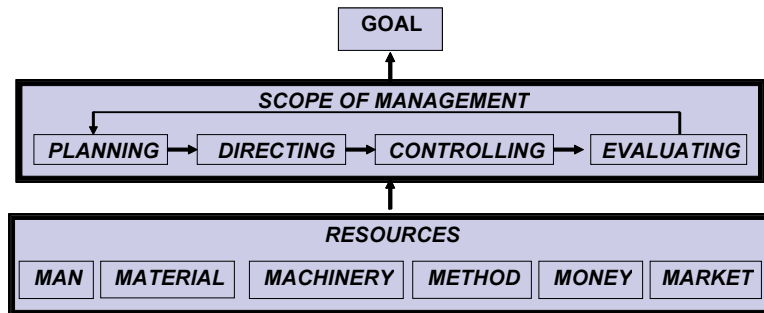 GOAL
SCOPE OF MANAGEMENT
PLANNING DIRECTING CONTROLLING EVALUATING
RESOURCES
MAN MATERIAL MACHINERY METHOD MONEY MARKET